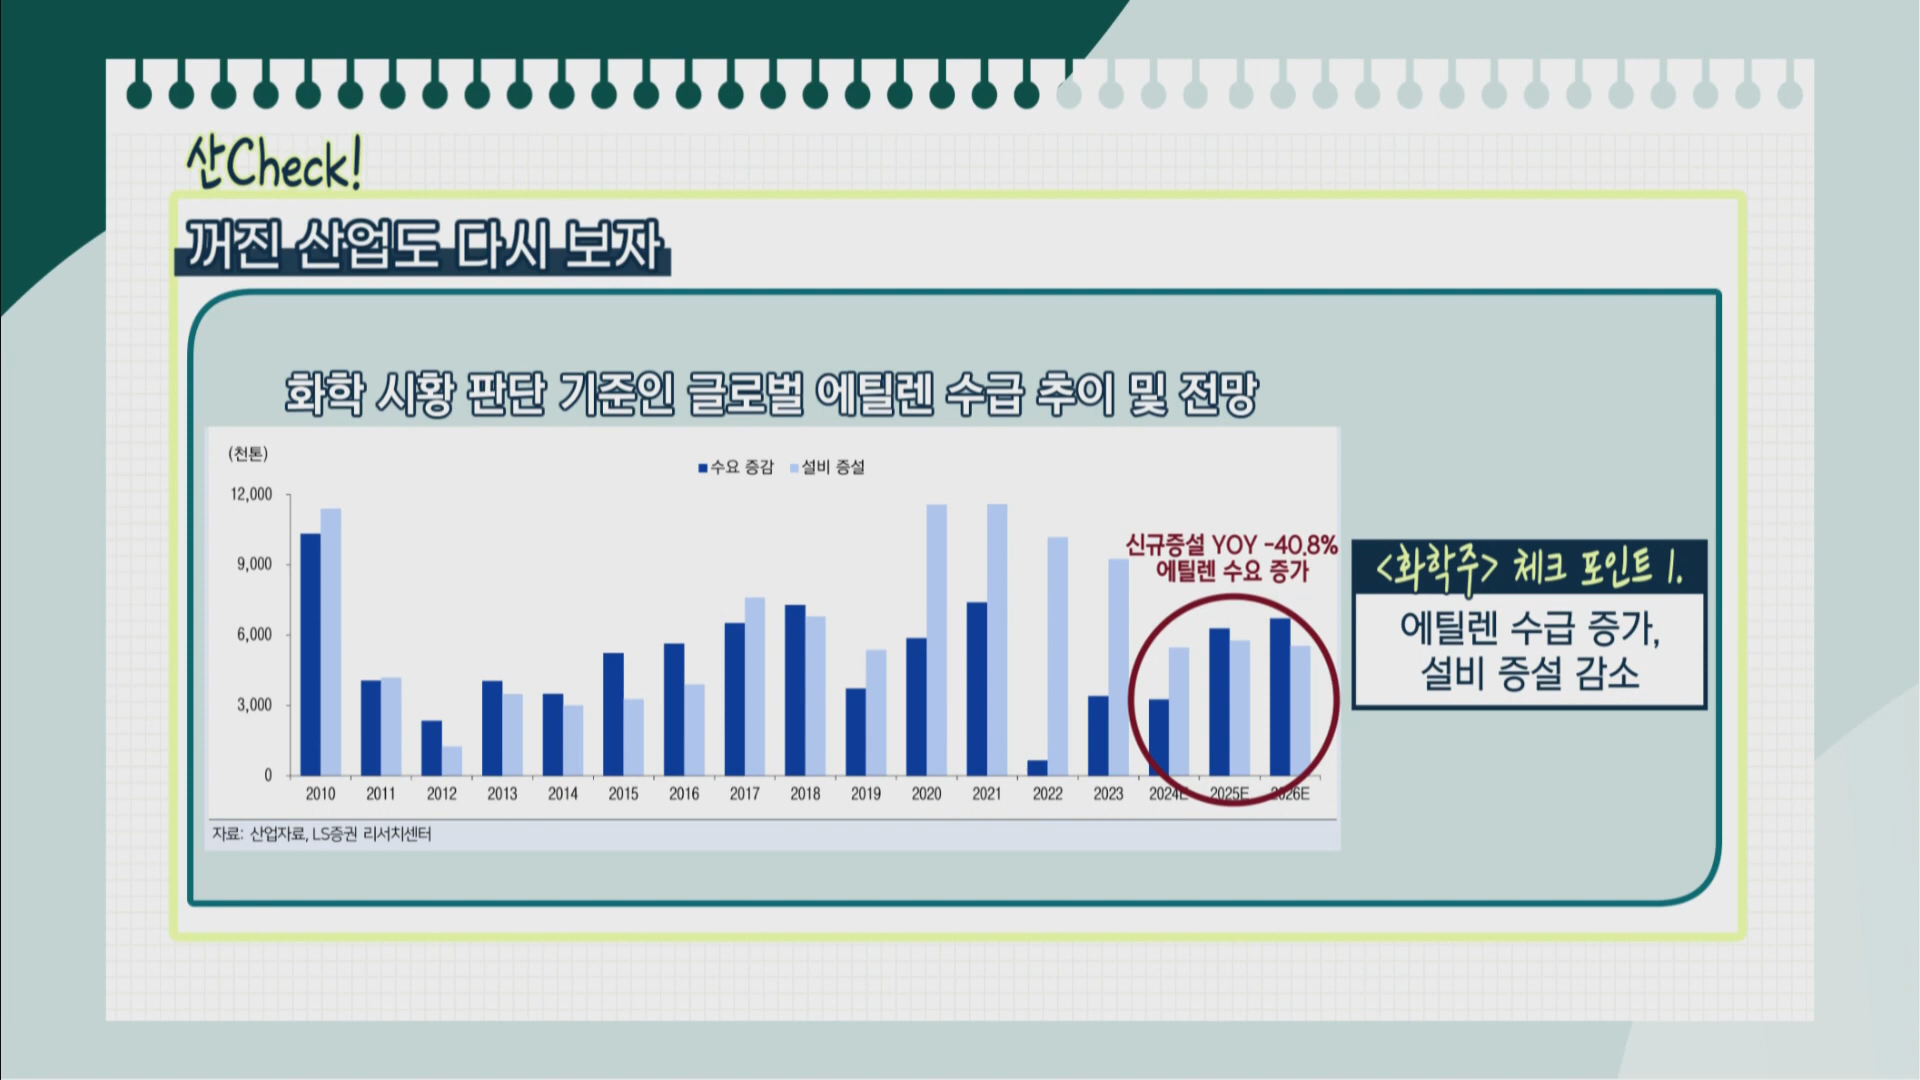 산Check!
꺼진 산업도 다시 보자
화학 시황 판단 기준인 글로벌 에틸렌 수급 추이 및 전망
(천톤)
수요 증감 설비 증설
12,000
9,000
6,000
3,000
0
신규증설 YOY -40.8%
에틸렌 수요 증가
2010 2011 2012 2013 2014 2015 2016 2017 2018 2019 2020 2021 2022 2023 2024E 2025E 2026E
자료: 산업자료, LS증권 리서치센터
<화학주> 체크 포인트 1.
에틸렌 수급 증가,
설비 증설 감소